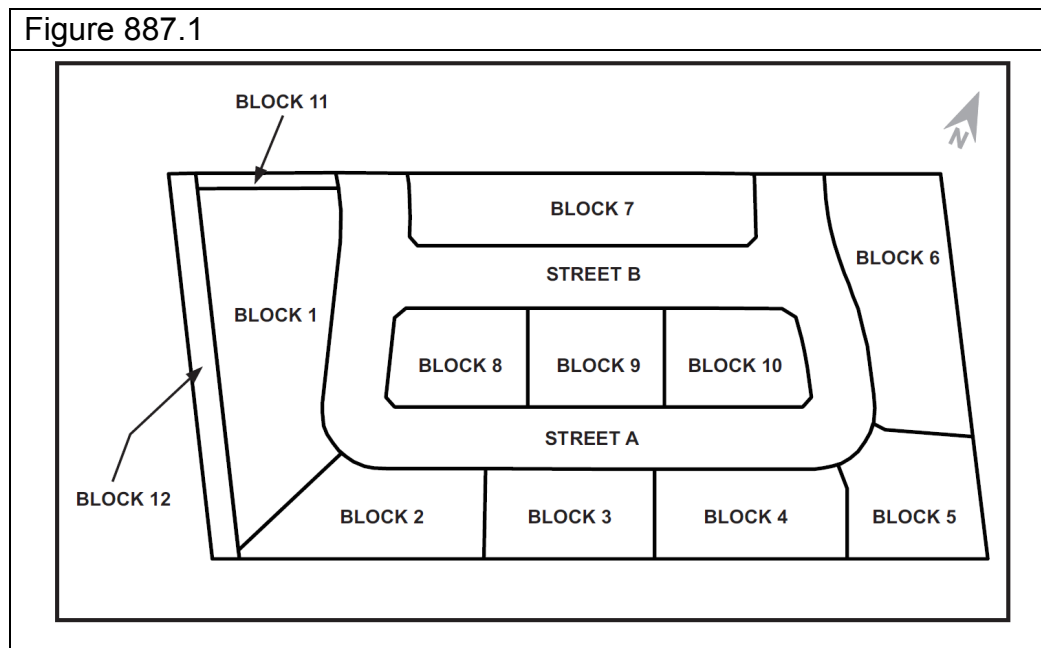 Figure 887.1
BLOCK 11
N
BLOCK 7
BLOCK 6
STREET B
BLOCK 1
BLOCK 8
BLOCK 9
BLOCK 10
STREET A
BLOCK 12
BLOCK 2
BLOCK 3
BLOCK 4
BLOCK 5